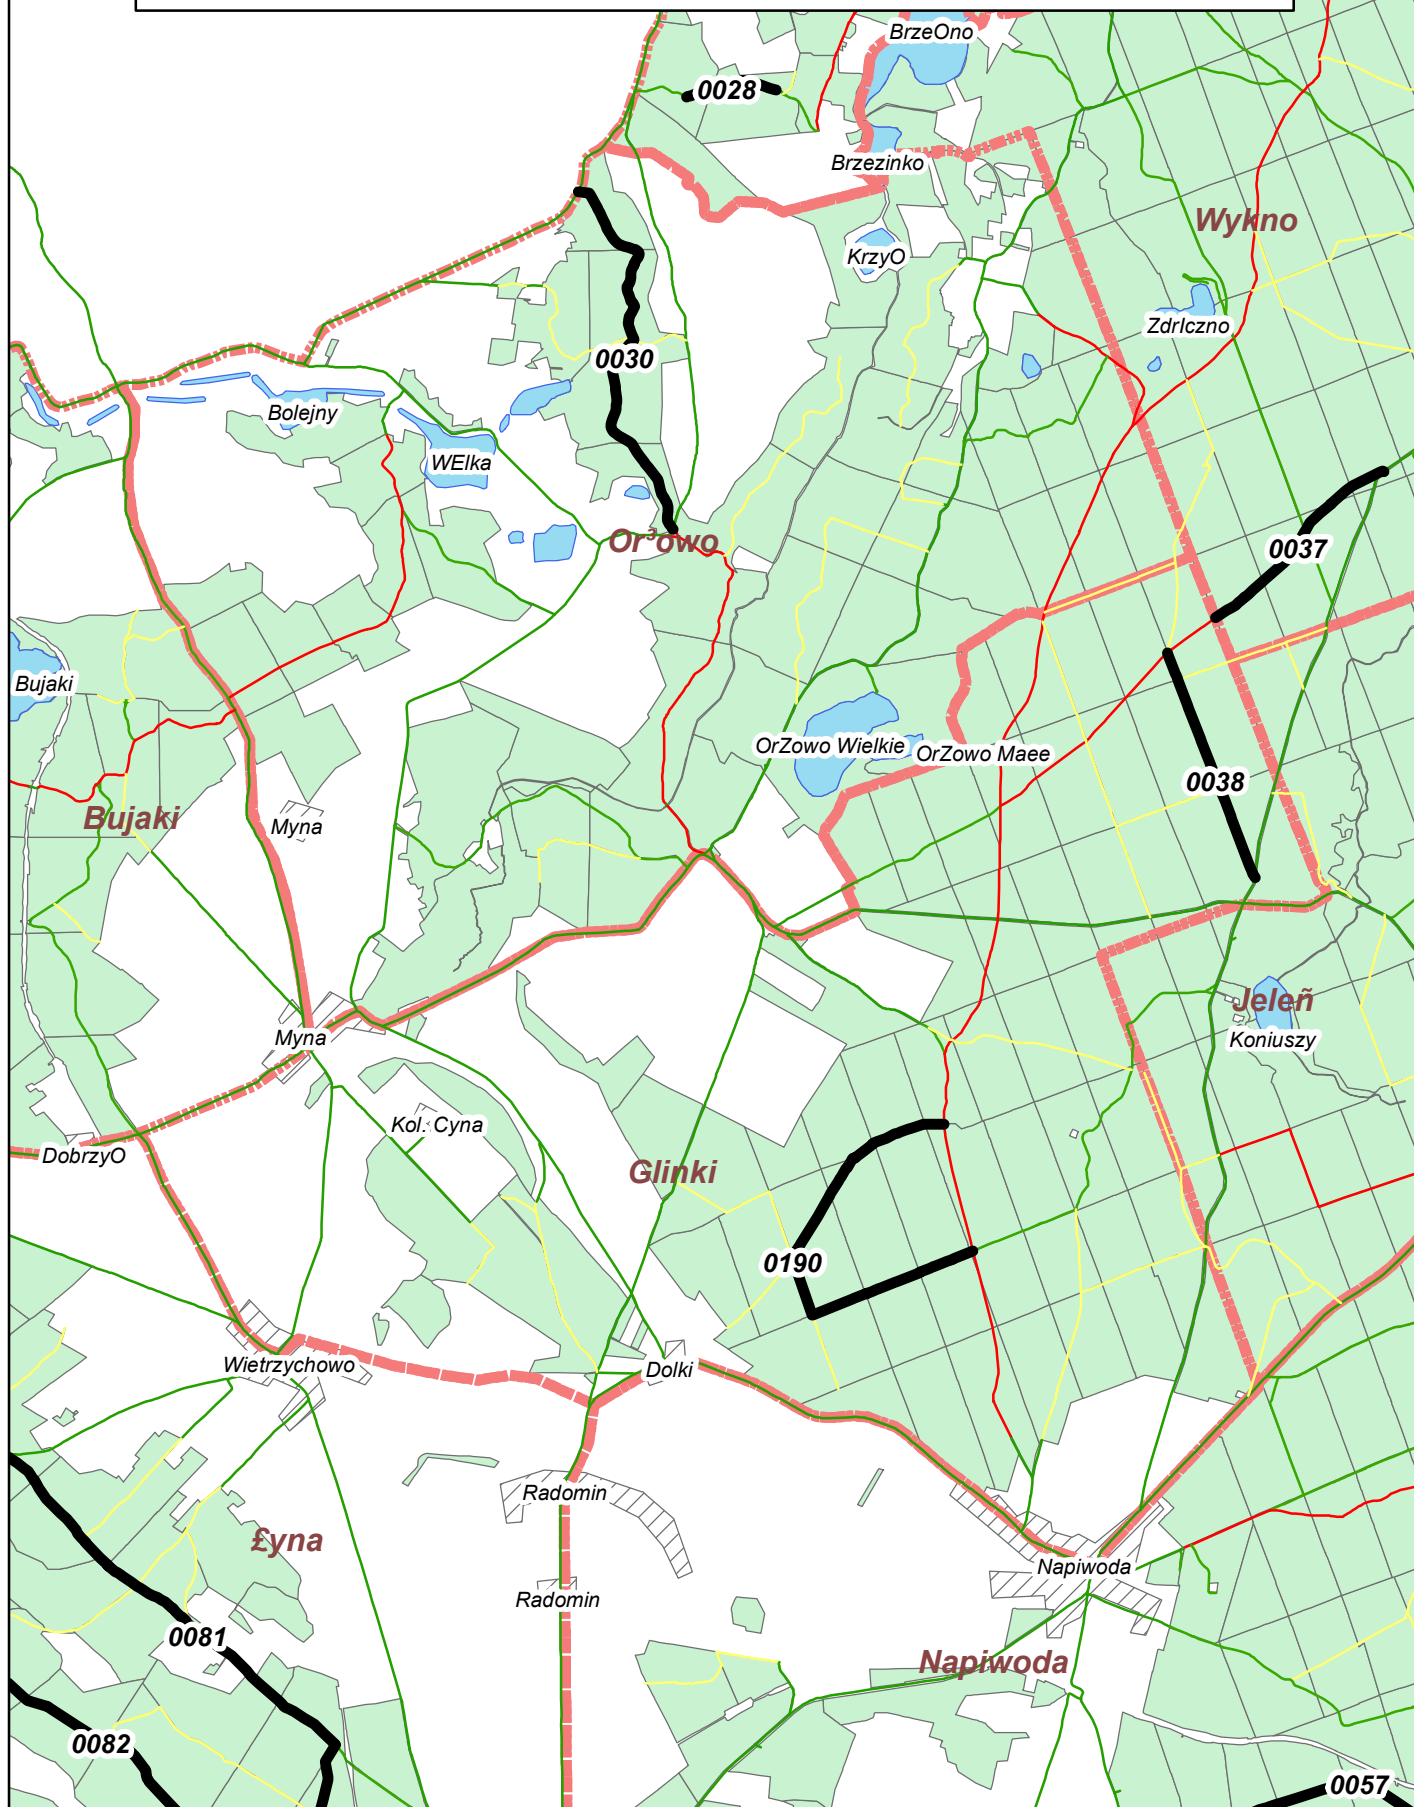 BrzeOno
0028
Brzezinko
Wykno
KrzyO
Zdrlczno
0030
Bolejny
WElka
Or³owo
0037
Bujaki
OrZowo Wielkie
OrZowo Maee
0038
Bujaki
Myna
Jeleñ
Myna
Koniuszy
Kol. Cyna
DobrzyO
Glinki
0190
Wietrzychowo
Dolki
Radomin
£yna
Napiwoda
Radomin
0081
Napiwoda
0082
0057